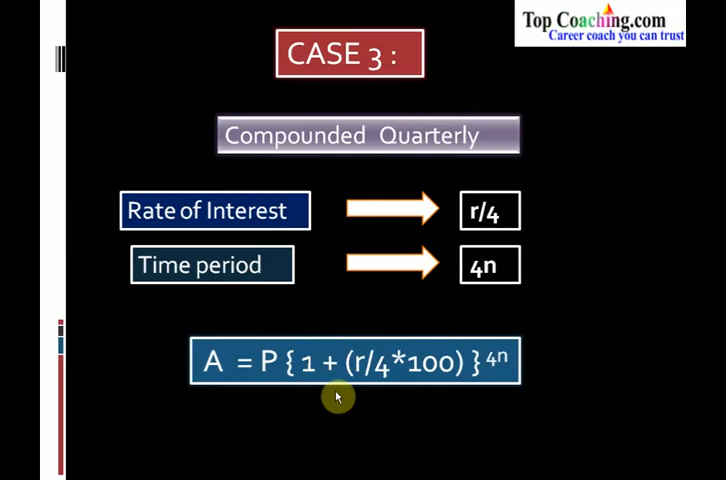 Top Coaching.com
Career coach you can trust
CASE 3 :
Compounded Quarterly
Rate of Interest r/4
Time period 4n
A = P { 1 + (r/4*100) } 4n